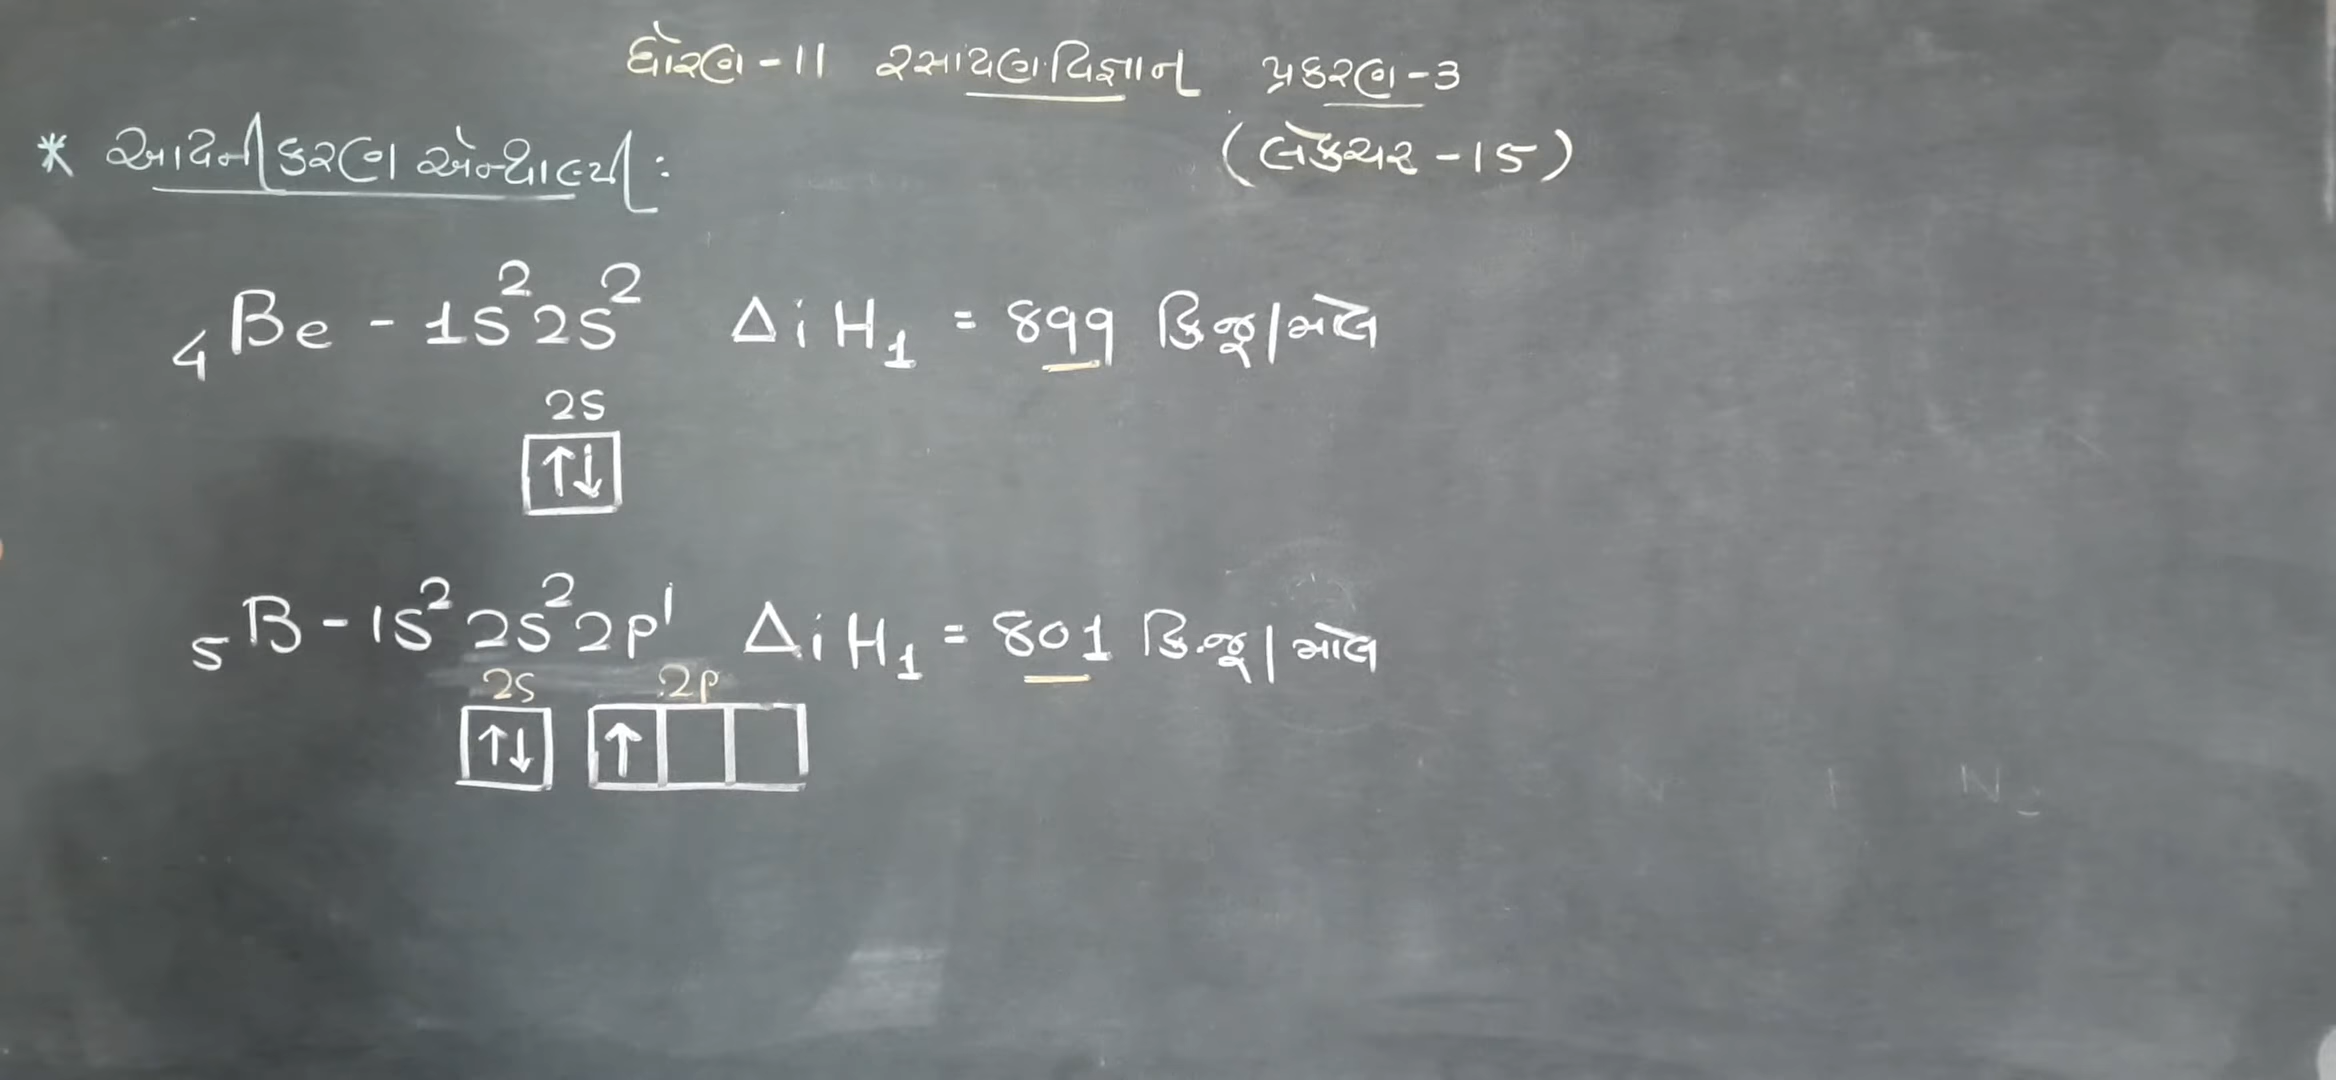 ધોરણ-11 રસાયણવિજ્ઞાન પ્રકરણ-3
(લેક્ચર-15)
* આયનીકરણ એન્થાલ્પી :
₄Be - 1s² 2s² ΔiH₁ = 899 કિજૂ/મોલ
2s
↑↓
₅B - 1s² 2s² 2p¹ ΔiH₁ = 801 કિ.જૂ/મોલ
2s 2p
↑↓ ↑